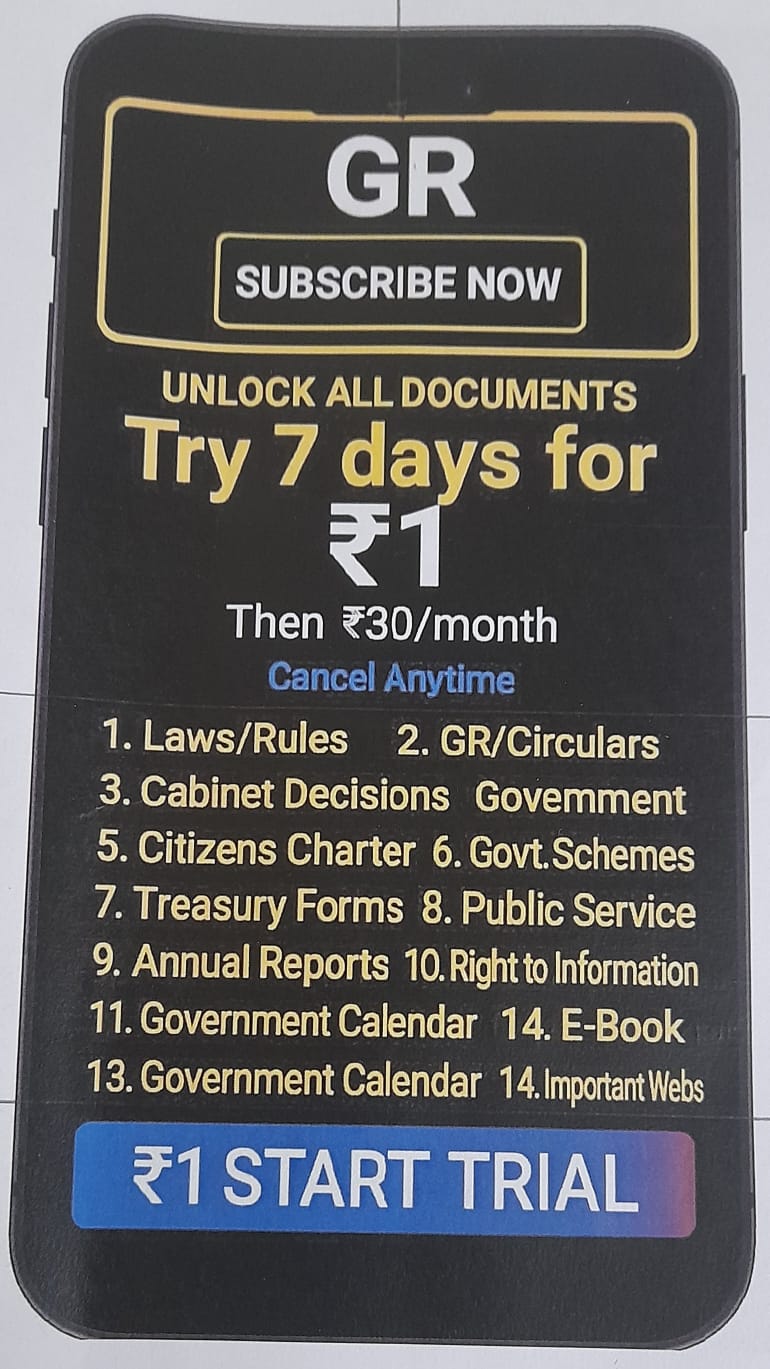 GR
SUBSCRIBE NOW
UNLOCK ALL DOCUMENTS
Try 7 days for
₹1
Then ₹30/month
Cancel Anytime
1. Laws/Rules 2. GR/Circulars
3. Cabinet Decisions Govemment
5. Citizens Charter 6. Govt.Schemes
7. Treasury Forms 8. Public Service
9. Annual Reports 10. Right to Information
11. Government Calendar 14. E-Book
13. Government Calendar 14. Important Webs
₹1 START TRIAL